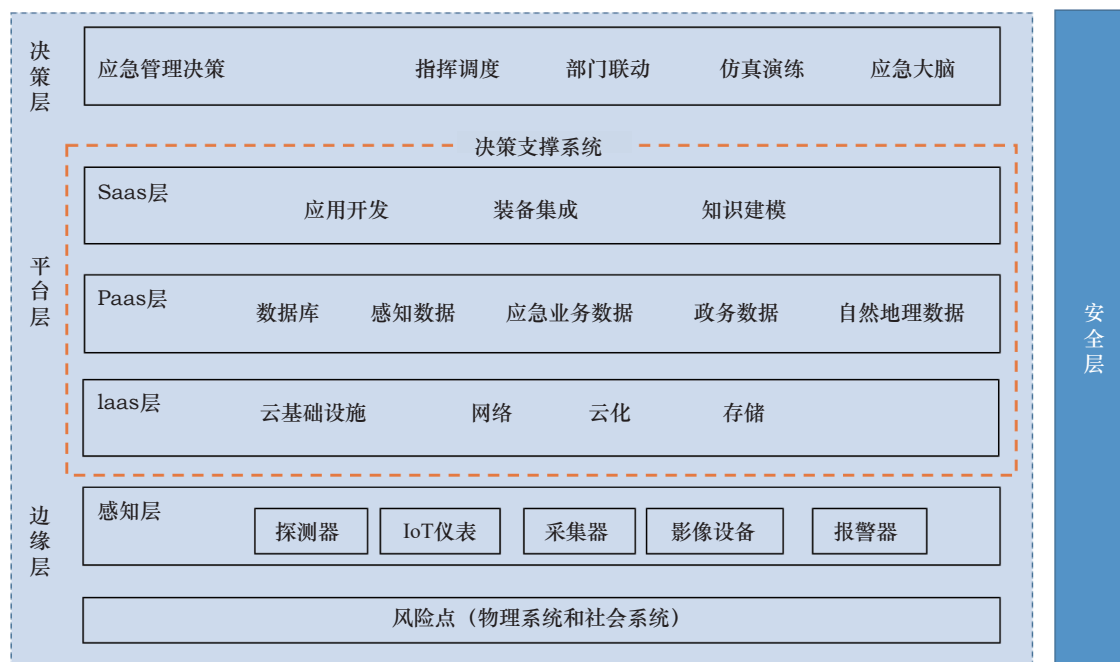 决策层
应急管理决策 指挥调度 部门联动 仿真演练 应急大脑
决策支撑系统
平台层
Saas层
应用开发 装备集成 知识建模
Paas层
数据库 感知数据 应急业务数据 政务数据 自然地理数据
laas层
云基础设施 网络 云化 存储
边缘层
感知层
探测器 IoT仪表 采集器 影像设备 报警器
风险点（物理系统和社会系统）
安全层